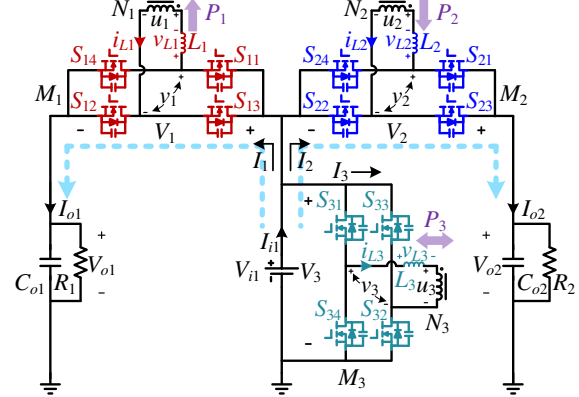 N1 u1 P1 N2 u2 P2
iL1 vL1 L1 iL2 vL2 L2
S14 S11 S24 S21
M1 v1 v2 M2
S12 S13 S22 S23
V1 V2
I1 I2
I3
Io1 S31 S33 Io2
P3
Ii1 iL3 vL3
Co1 R1 Vo1 Vi1 V3 v3 L3 u3 Vo2 Co2 R2
S34 S32 N3
M3